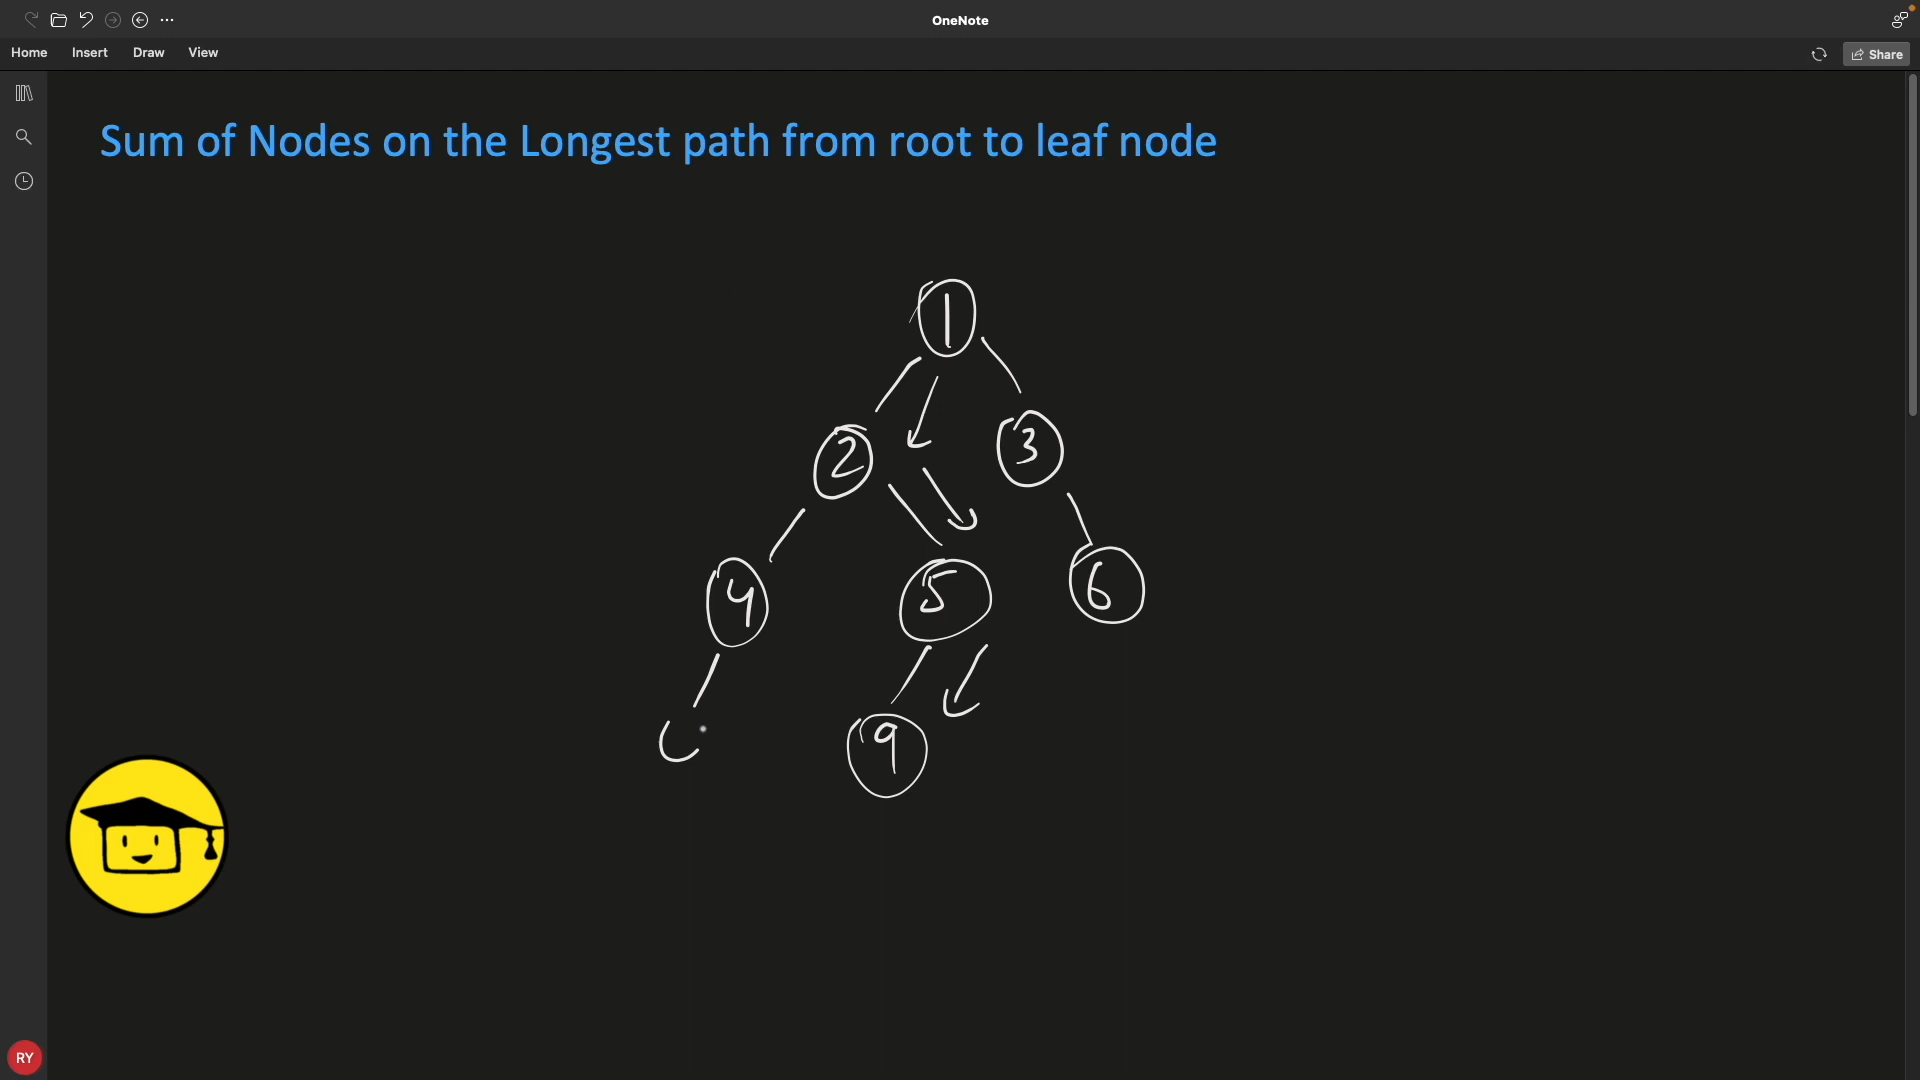 OneNote
Home Insert Draw View
Share
Sum of Nodes on the Longest path from root to leaf node
1
2 3
4 5 6
9
RY